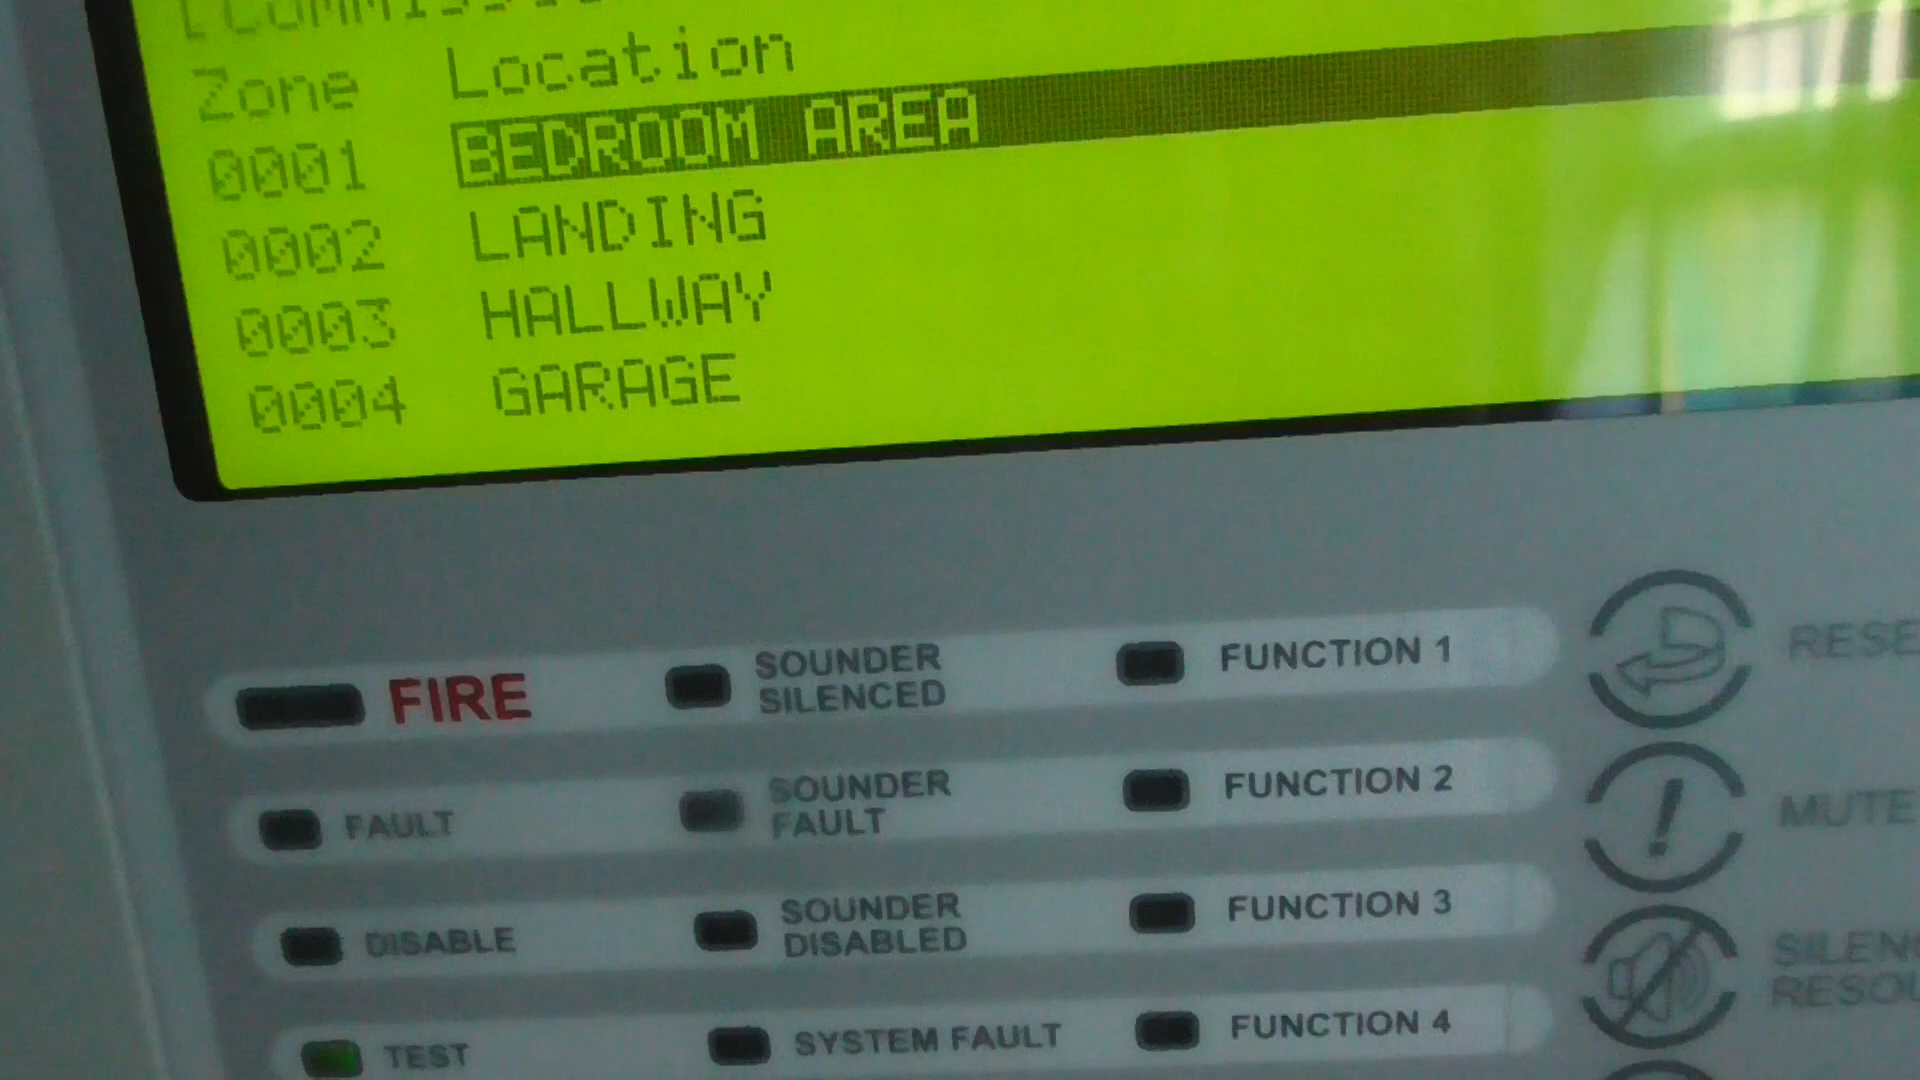 Zone Location
0001 BEDROOM AREA
0002 LANDING
0003 HALLWAY
0004 GARAGE
FIRE
SOUNDER
SILENCED
FUNCTION 1
FAULT
SOUNDER
FAULT
FUNCTION 2
MUTE
DISABLE
SOUNDER
DISABLED
FUNCTION 3
TEST
SYSTEM FAULT
FUNCTION 4